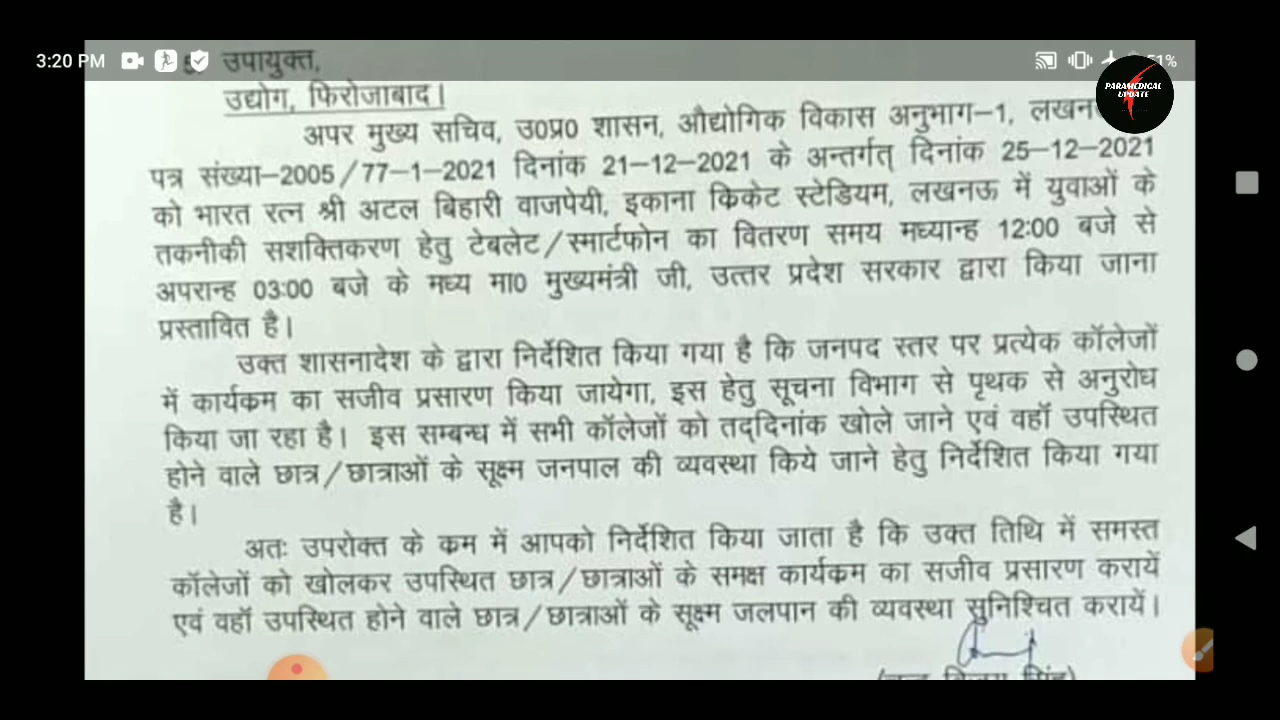 3:20 PM
51%
PARAMEDICAL
UPDATE
उपायुक्त,
उद्योग, फिरोजाबाद।
अपर मुख्य सचिव, उ0प्र0 शासन, औद्योगिक विकास अनुभाग-1,
पत्र संख्या-2005/77-1-2021 दिनांक 21-12-2021 के अन्तर्गत् दिनांक 25-12-2021
को भारत रत्न श्री अटल बिहारी वाजपेयी, इकाना क्रिकेट स्टेडियम, लखनऊ में युवाओं के
तकनीकी सशक्तिकरण हेतु टेबलेट/स्मार्टफोन का वितरण समय मध्यान्ह 12:00 बजे से
अपरान्ह 03:00 बजे के मध्य मा0 मुख्यमंत्री जी, उत्तर प्रदेश सरकार द्वारा किया जाना
प्रस्तावित है।
उक्त शासनादेश के द्वारा निर्देशित किया गया है कि जनपद स्तर पर प्रत्येक कॉलेजों
में कार्यकम का सजीव प्रसारण किया जायेगा, इस हेतु सूचना विभाग से पृथक से अनुरोध
किया जा रहा है। इस सम्बन्ध में सभी कॉलेजों को तद्दिनांक खोले जाने एवं वहॉ उपस्थित
होने वाले छात्र/छात्राओं के सूक्ष्म जनपाल की व्यवस्था किये जाने हेतु निर्देशित किया गया
है।
अतः उपरोक्त के कम में आपको निर्देशित किया जाता है कि उक्त तिथि में समस्त
कॉलेजों को खोलकर उपस्थित छात्र/छात्राओं के समक्ष कार्यकम का सजीव प्रसारण करायें
एवं वहॉ उपस्थित होने वाले छात्र/छात्राओं के सूक्ष्म जलपान की व्यवस्था सुनिश्चित करायें।